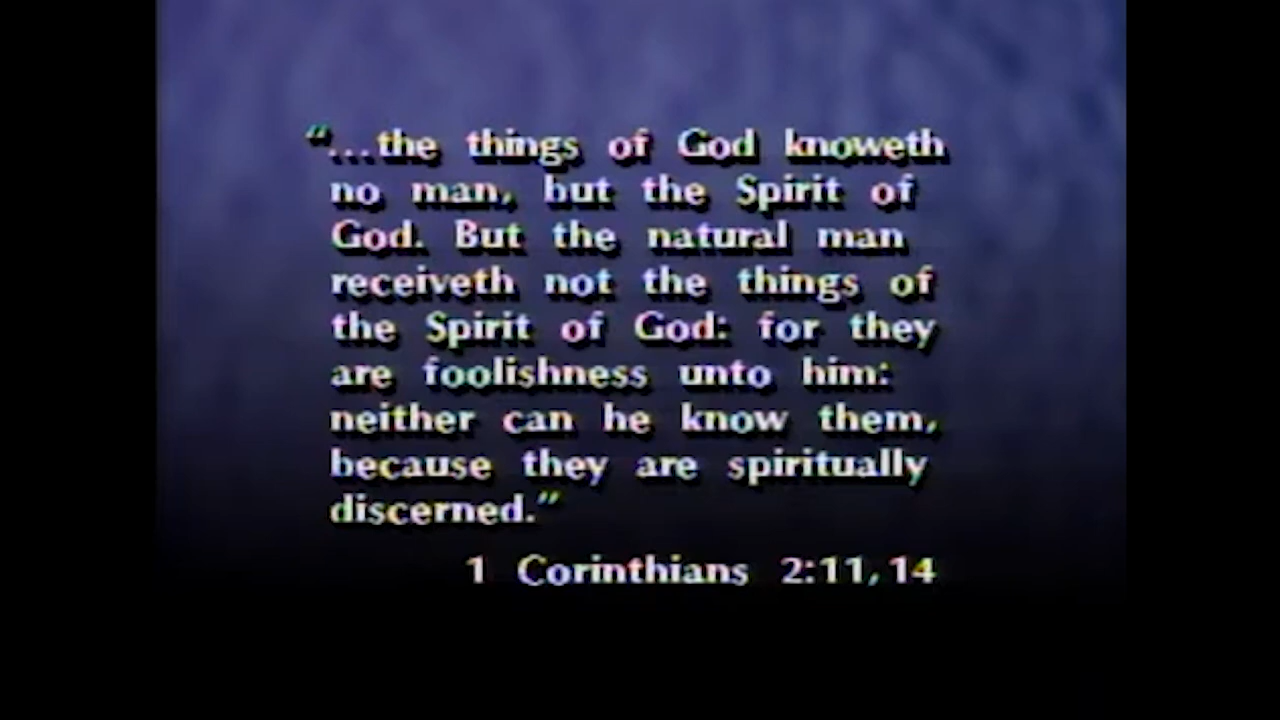 “...the things of God knoweth
no man, but the Spirit of
God. But the natural man
receiveth not the things of
the Spirit of God: for they
are foolishness unto him:
neither can he know them,
because they are spiritually
discerned.”
1 Corinthians 2:11,14